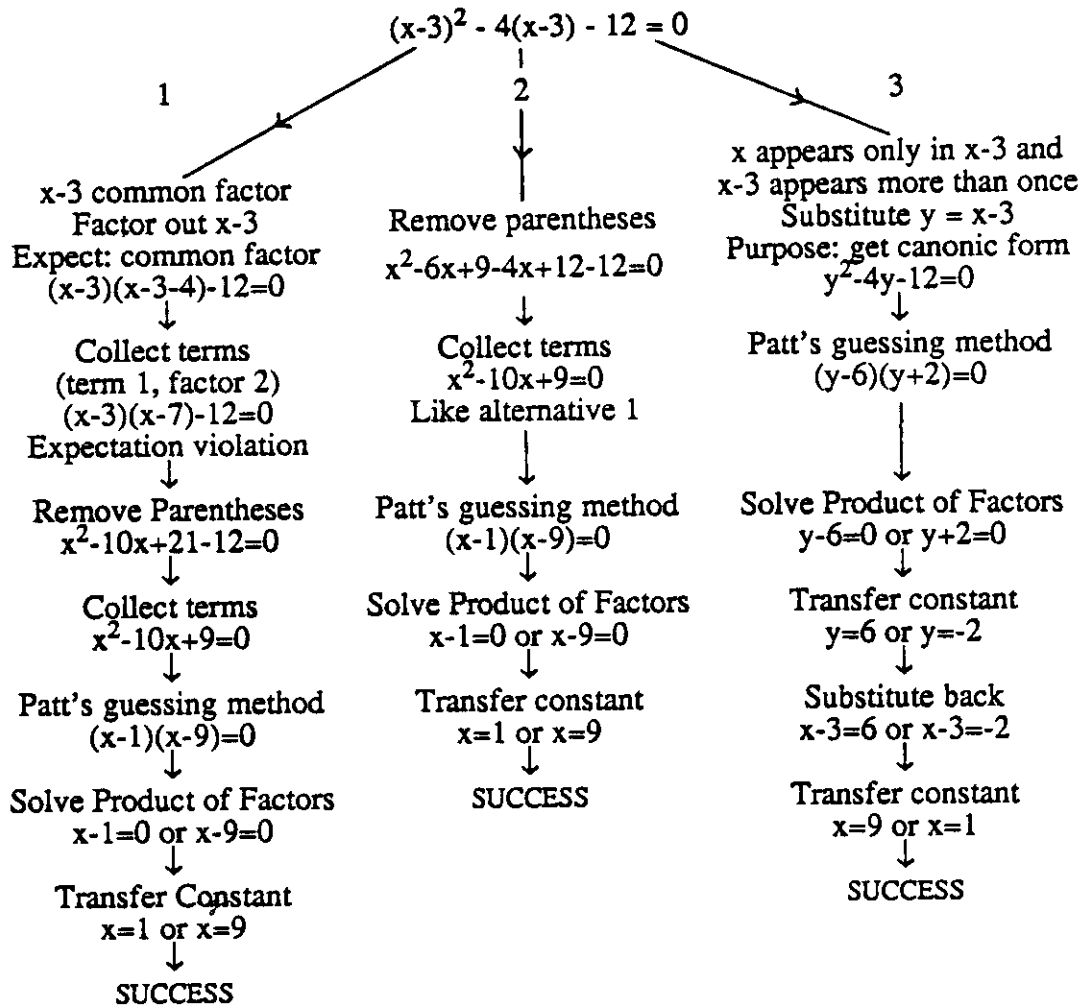 (x-3)² - 4(x-3) - 12 = 0
1
x-3 common factor
Factor out x-3
Expect: common factor
(x-3)(x-3-4)-12=0
Collect terms
(term 1, factor 2)
(x-3)(x-7)-12=0
Expectation violation
Remove Parentheses
x²-10x+21-12=0
Collect terms
x²-10x+9=0
Patt's guessing method
(x-1)(x-9)=0
Solve Product of Factors
x-1=0 or x-9=0
Transfer Constant
x=1 or x=9
SUCCESS
2
Remove parentheses
x²-6x+9-4x+12-12=0
Collect terms
x²-10x+9=0
Like alternative 1
Patt's guessing method
(x-1)(x-9)=0
Solve Product of Factors
x-1=0 or x-9=0
Transfer constant
x=1 or x=9
SUCCESS
3
x appears only in x-3 and
x-3 appears more than once
Substitute y = x-3
Purpose: get canonic form
y²-4y-12=0
Patt's guessing method
(y-6)(y+2)=0
Solve Product of Factors
y-6=0 or y+2=0
Transfer constant
y=6 or y=-2
Substitute back
x-3=6 or x-3=-2
Transfer constant
x=9 or x=1
SUCCESS